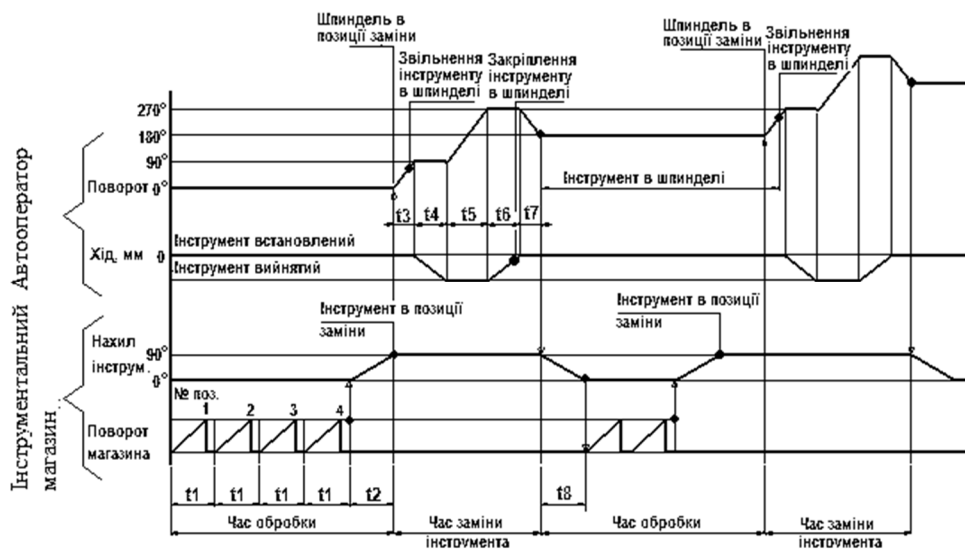 Шпиндель в
позиції заміни
Звільнення
інструменту
в шпинделі
Закріплення
інструменту
в шпинделі
Шпиндель в
позиції заміни
Звільнення
інструменту
в шпинделі
270°
180°
90°
Поворот 0°
Інструмент в шпинделі
t3 t4 t5 t6 t7
Інструмент встановлений
Хід, мм 0
Інструмент вийнятий
Автооператор
Інструмент в позиції
заміни
Інструмент в позиції
заміни
Нахил 90°
інструм. 0°
№ поз.
1 2 3 4
Поворот
магазина
Інструментальний
магазин.
t1 t1 t1 t1 t2 t8
Час обробки
Час заміни
інструмента
Час обробки
Час заміни
інструмента